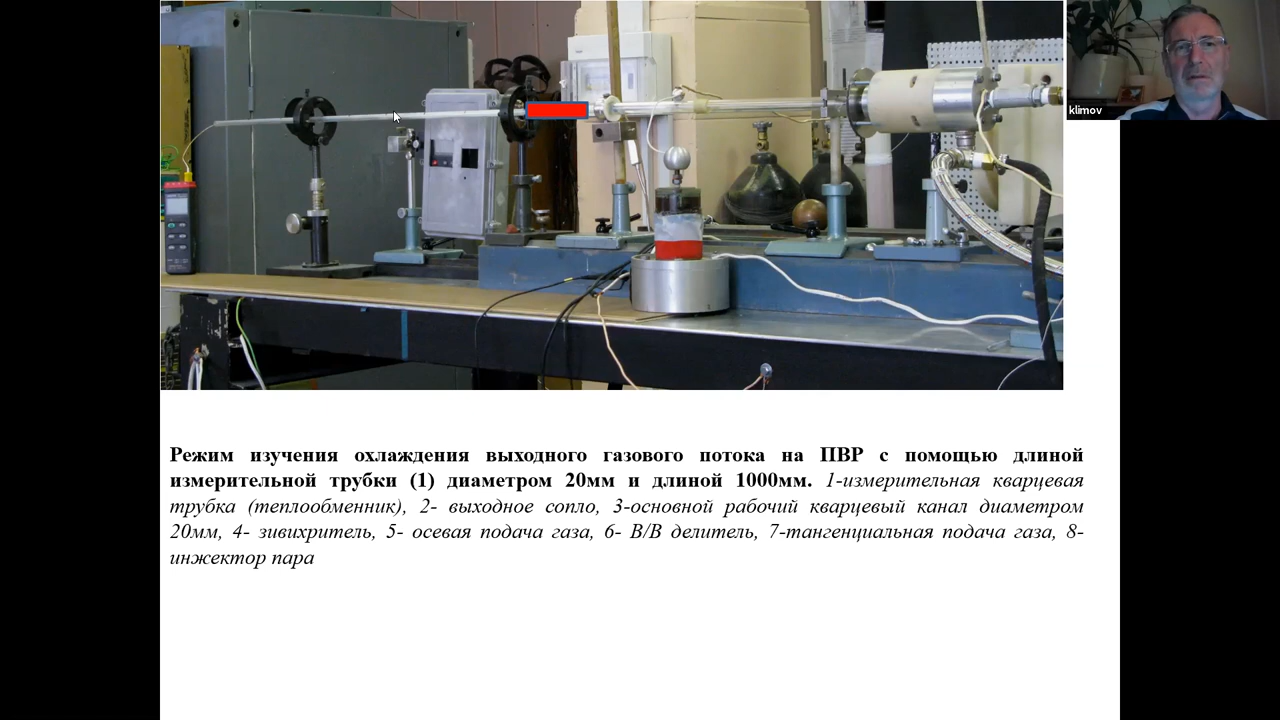 klimov
Режим изучения охлаждения выходного газового потока на ПВР с помощью длиной
измерительной трубки (1) диаметром 20мм и длиной 1000мм. 1-измерительная кварцевая
трубка (теплообменник), 2- выходное сопло, 3-основной рабочий кварцевый канал диаметром
20мм, 4- зивихритель, 5- осевая подача газа, 6- В/В делитель, 7-тангенциальная подача газа, 8-
инжектор пара